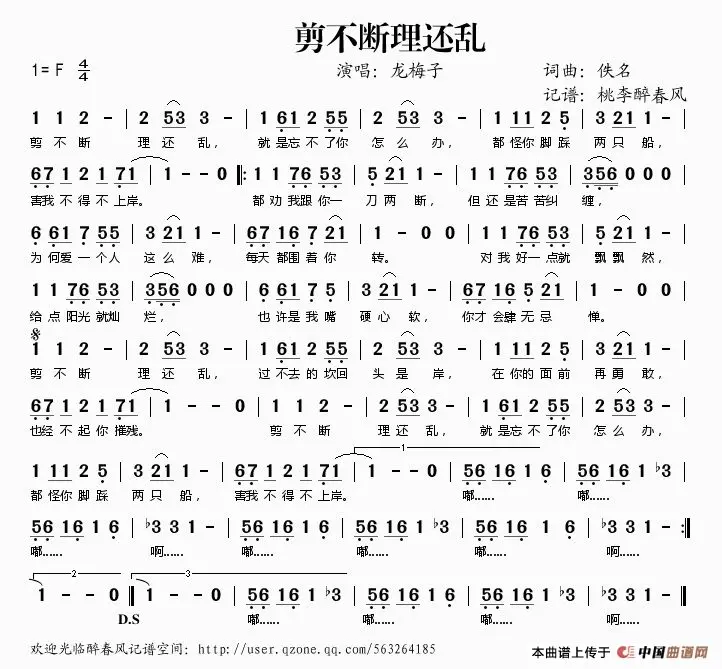 剪不断理还乱
1=F 4/4 演唱：龙梅子 词曲：佚名
记谱：桃李醉春风
1 1 2 - | 2 53 3 - | 1 61 2 55 | 2 53 3 - | 1 11 2 5 | 3 21 1 - |
剪 不 断 理 还 乱， 就 是忘 不 了你 怎 么 办， 都 怪你 脚 踩 两 只 船，
67 1 2 1 71 | 1 - - 0 |: 1 1 76 53 | 5 21 1 - | 1 1 76 53 | 356 0 0 0 |
害我 不 得 不 上岸。 都 劝 我跟 你一 刀 两 断， 但 还 是苦 苦纠 缠，
6 61 7 55 | 3 21 1 - | 67 1 7 6 7 21 | 1 - 0 0 | 1 1 76 53 | 5 21 1 - |
为 何爱 一 个人 这 么 难， 每天 都 围 着 你 转。 对 我 好一 点就 飘 飘 然，
1 1 76 53 | 356 0 0 0 | 6 61 7 55 | 3 21 1 - | 67 1 6 5 21 | 1 - 0 0 |
给 点 阳光 就灿 烂， 也 许是 我 嘴 硬 心 软， 你才 会 肆 无 忌 惮。
𝄋
1 1 2 - | 2 53 3 - | 1 61 2 55 | 2 53 3 - | 1 11 2 5 | 3 21 1 - |
剪 不 断 理 还 乱， 过 不去 的 坎回 头 是 岸， 在 你的 面 前 再 勇 敢，
67 1 2 1 71 | 1 - - 0 | 1 1 2 - | 2 53 3 - | 1 61 2 55 | 2 53 3 - |
也经 不 起 你 摧残。 剪 不 断 理 还 乱， 就 是忘 不 了你 怎 么 办，
1
1 11 2 5 | 3 21 1 - | 67 1 2 1 71 | 1 - - 0 | 56 16 1 6 | 56 16 1 ♭3 |
都 怪你 脚 踩 两 只 船， 害我 不 得 不 上岸。 嘟…… 嘟……
56 16 1 6 | ♭3 3 1 - | 56 16 1 6 | 56 16 1 ♭3 | 56 16 1 6 | ♭3 3 1 - :|
嘟…… 啊…… 嘟…… 嘟…… 嘟…… 啊……
2 3
1 - - 0 ‖ 1 - - 0 | 56 16 1 ♭3 | 56 16 1 6 | 56 16 1 ♭3 | ♭3 3 1 - ‖
D.S 嘟…… 嘟…… 嘟…… 啊……
欢迎光临醉春风记谱空间：http://user.qzone.qq.com/563264185
本曲谱上传于 中国曲谱网